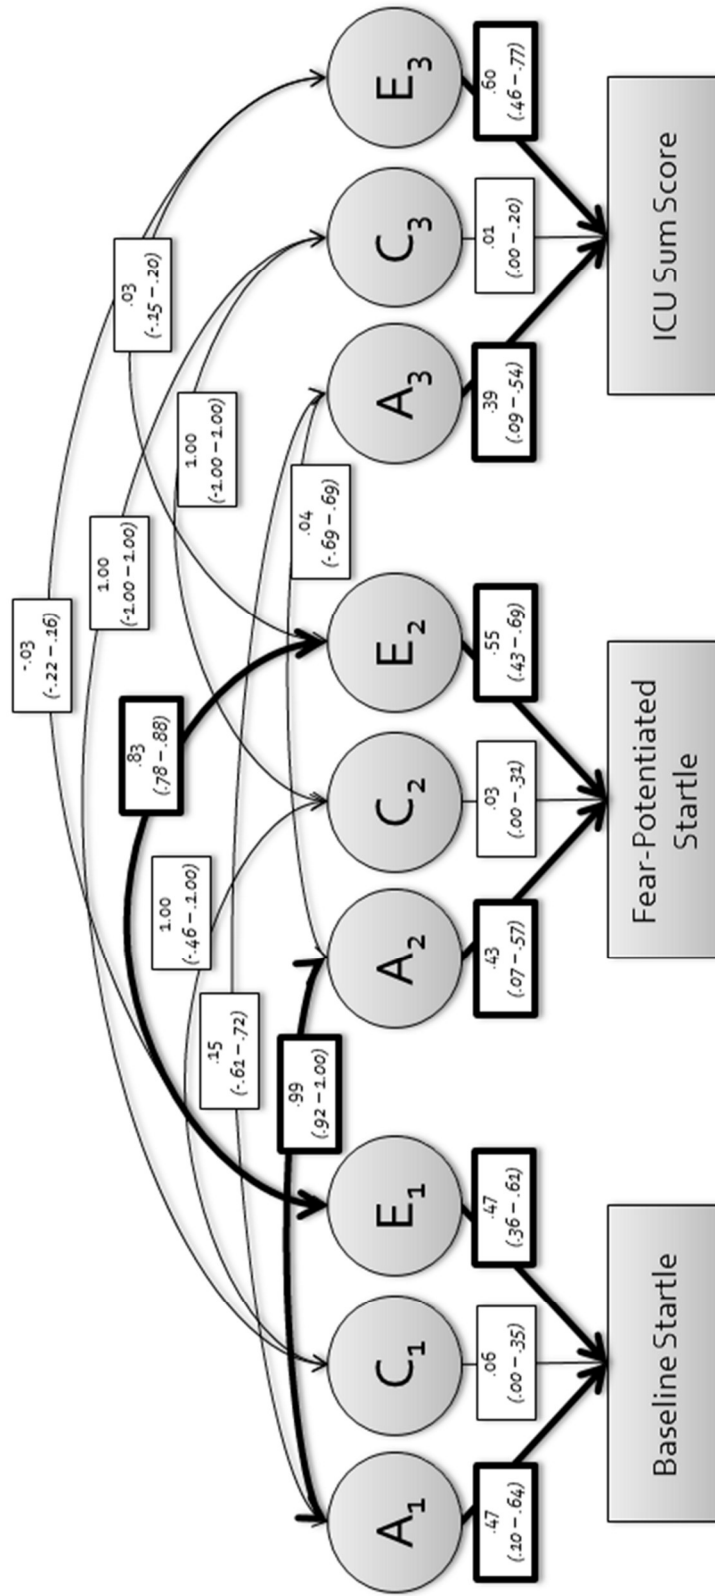 -.03
(-.22 – .16)
.03
(-.15 – .20)
1.00
(-1.00 – 1.00)
.83
(.78 – .88)
1.00
(-1.00 – 1.00)
1.00
(-.46 – .1.00)
.15
(-.61 – .72)
.04
(-.69 – .69)
.99
(.92 – 1.00)
A1
C1
E1
A2
C2
E2
A3
C3
E3
.47
(.10 – .64)
.06
(.00 – .35)
.47
(.36 – .61)
.43
(.07 – .57)
.03
(.00 – .32)
.55
(.43 – .69)
.39
(.09 – .54)
.01
(.00 – .20)
.60
(.46 – .77)
Baseline Startle
Fear-Potentiated
Startle
ICU Sum Score